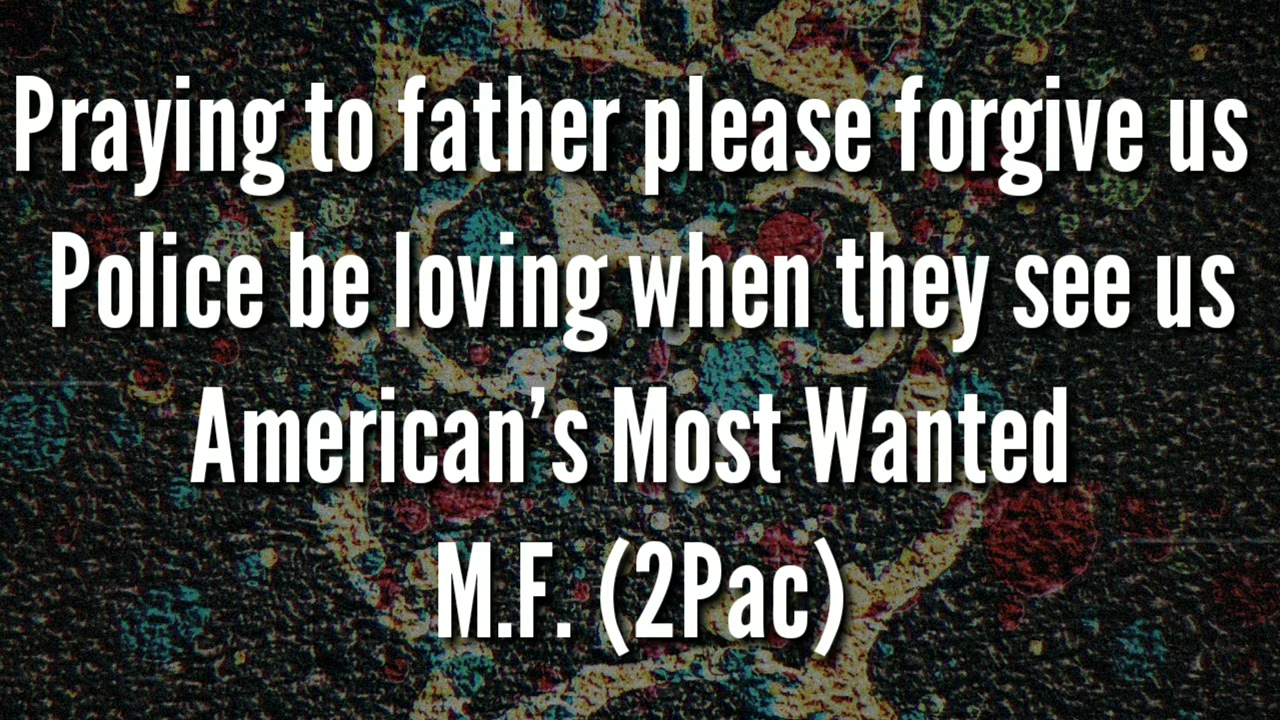 Praying to father please forgive us
Police be loving when they see us
American’s Most Wanted
M.F. (2Pac)